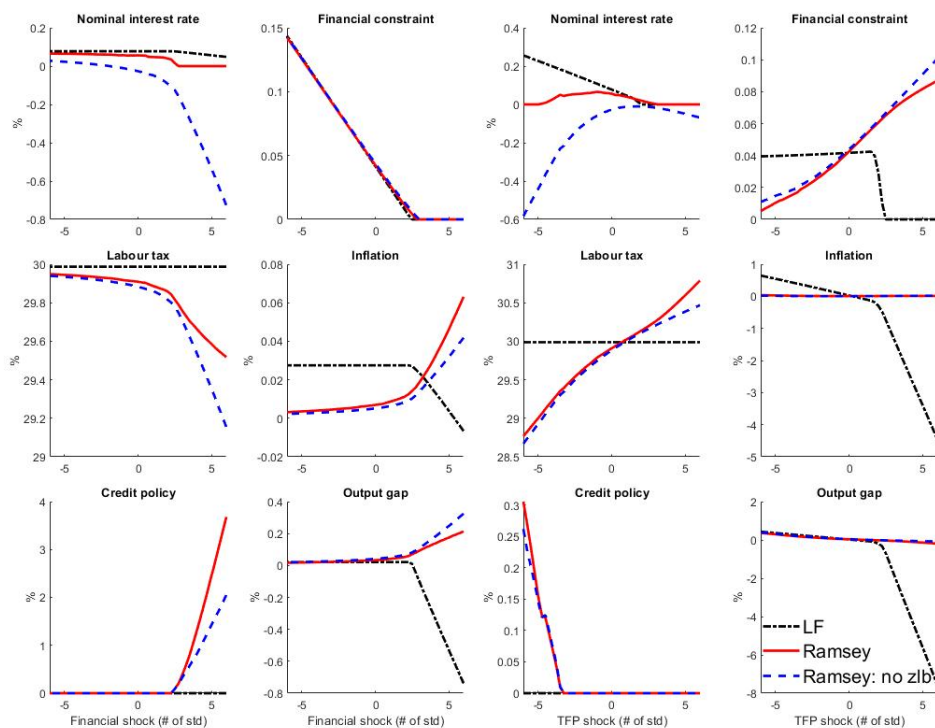 Nominal interest rate
Financial constraint
Nominal interest rate
Financial constraint
0.2
0
-0.2
-0.4
-0.6
-0.8
%
-5 0 5
0.15
0.1
0.05
0
-5 0 5
0.4
0.2
0
-0.2
-0.4
-0.6
%
-5 0 5
0.12
0.1
0.08
0.06
0.04
0.02
0
-5 0 5
Labour tax
Inflation
Labour tax
Inflation
30
29.8
29.6
29.4
29.2
29
%
-5 0 5
0.08
0.06
0.04
0.02
0
-0.02
%
-5 0 5
31
30.5
30
29.5
29
28.5
%
-5 0 5
1
0
-1
-2
-3
-4
-5
%
-5 0 5
Credit policy
Output gap
Credit policy
Output gap
4
3
2
1
0
%
-5 0 5
Financial shock (# of std)
0.4
0.2
0
-0.2
-0.4
-0.6
-0.8
%
-5 0 5
Financial shock (# of std)
0.3
0.25
0.2
0.15
0.1
0.05
0
%
-5 0 5
TFP shock (# of std)
2
0
-2
-4
-6
-8
%
-5 0 5
TFP shock (# of std)
LF
Ramsey
Ramsey: no zlb